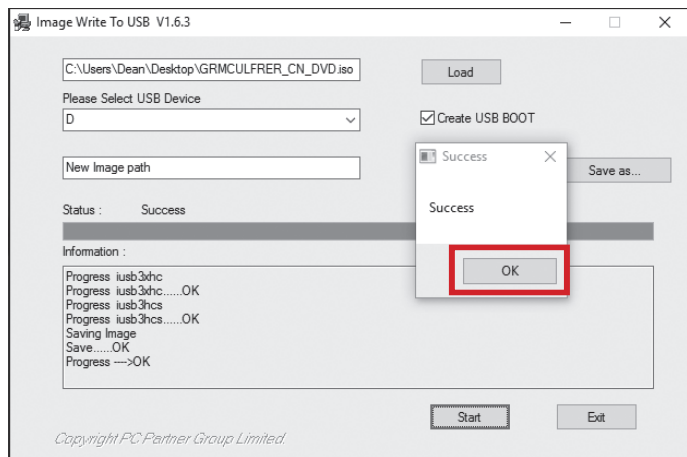 Image Write To USB V1.6.3
C:\Users\Dean\Desktop\GRMCULFRER_CN_DVD.iso
Load
Please Select USB Device
D
Create USB BOOT
New Image path
Save as...
Success
Success
OK
Status : Success
Information :
Progress iusb3xhc
Progress iusb3xhc......OK
Progress iusb3hcs
Progress iusb3hcs......OK
Saving Image
Save......OK
Progress ---->OK
Start
Exit
Copyright PC Partner Group Limited.